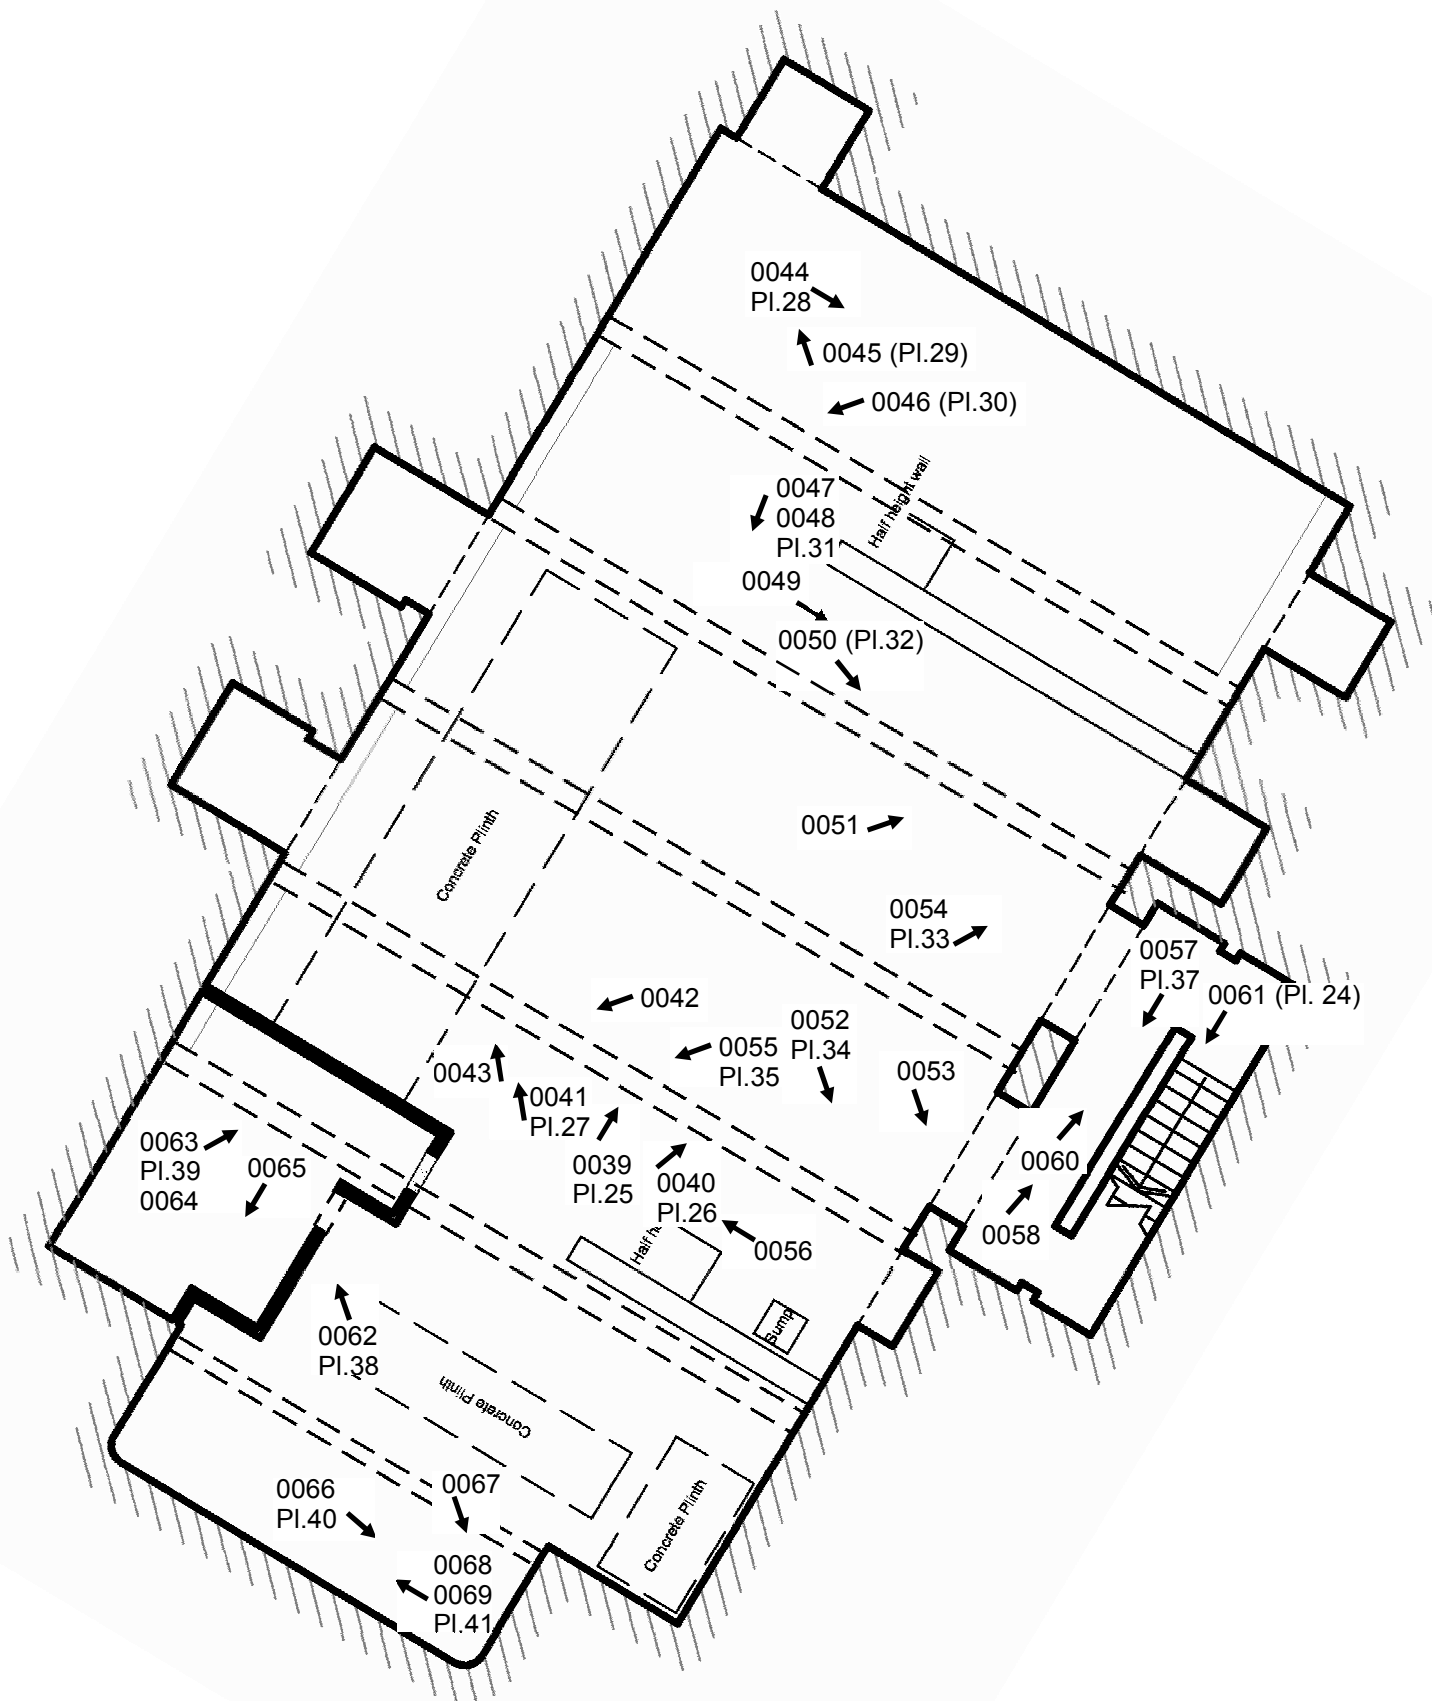 0044
Pl.28
0045 (Pl.29)
0046 (Pl.30)
Half height wall
0047
0048
Pl.31
0049
0050 (Pl.32)
0051
Concrete Plinth
0054
Pl.33
0057
Pl.37
0061 (Pl. 24)
0042
0052
Pl.34
0055
Pl.35
0053
0043
0041
Pl.27
0039
Pl.25
0040
Pl.26
0060
0058
0063
Pl.39
0064
0065
Half h
0056
Sump
0062
Pl.38
Concrete Plinth
Concrete Plinth
0066
Pl.40
0067
0068
0069
Pl.41